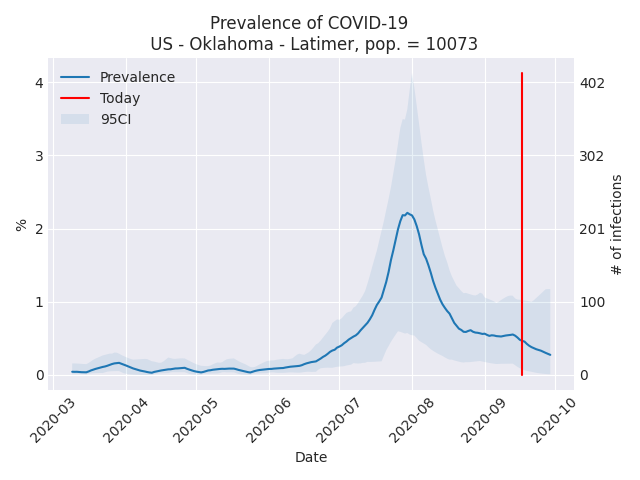 Prevalence of COVID-19
US - Oklahoma - Latimer, pop. = 10073
Prevalence
Today
95CI
4
3
2
1
0
%
402
302
201
100
0
# of infections
2020-03
2020-04
2020-05
2020-06
2020-07
2020-08
2020-09
2020-10
Date